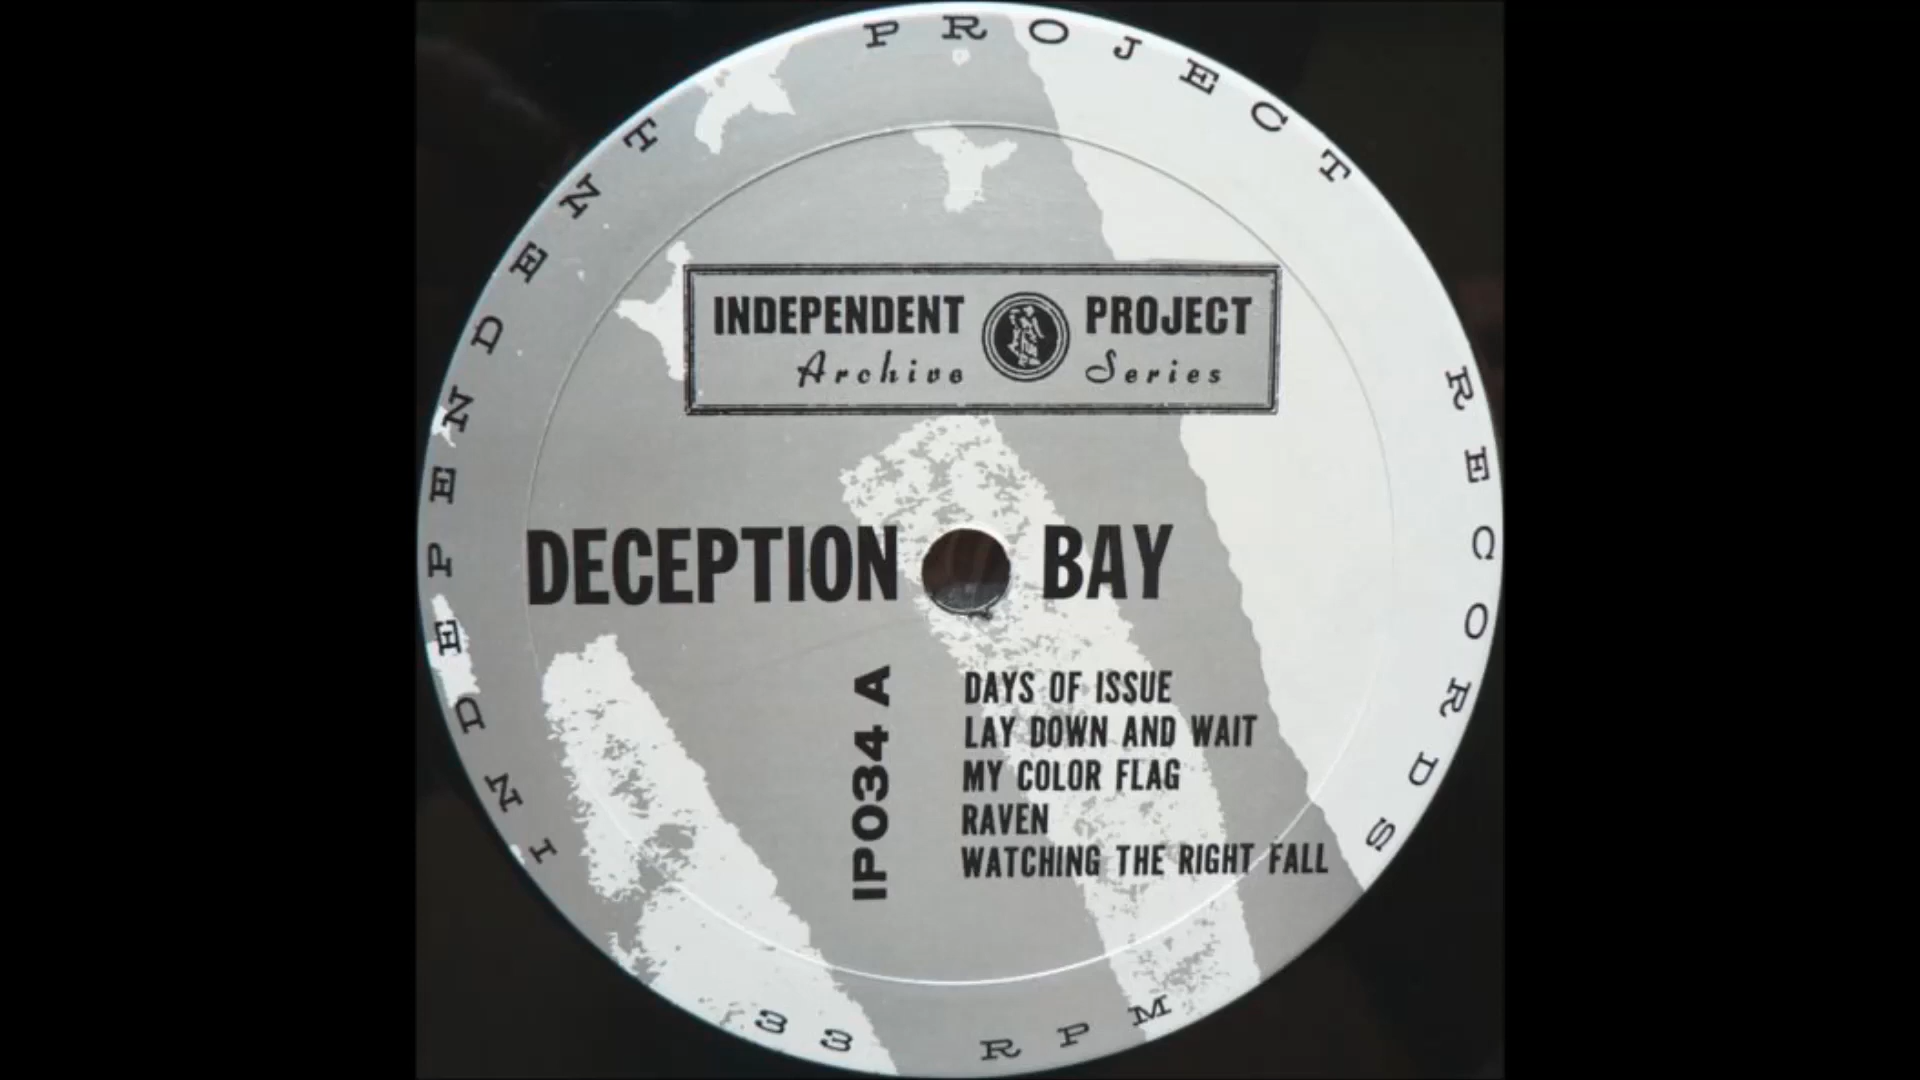 INDEPENDENT PROJECT RECORDS
INDEPENDENT PROJECT
Archive Series
DECEPTION BAY
IP034 A
DAYS OF ISSUE
LAY DOWN AND WAIT
MY COLOR FLAG
RAVEN
WATCHING THE RIGHT FALL
33 RPM